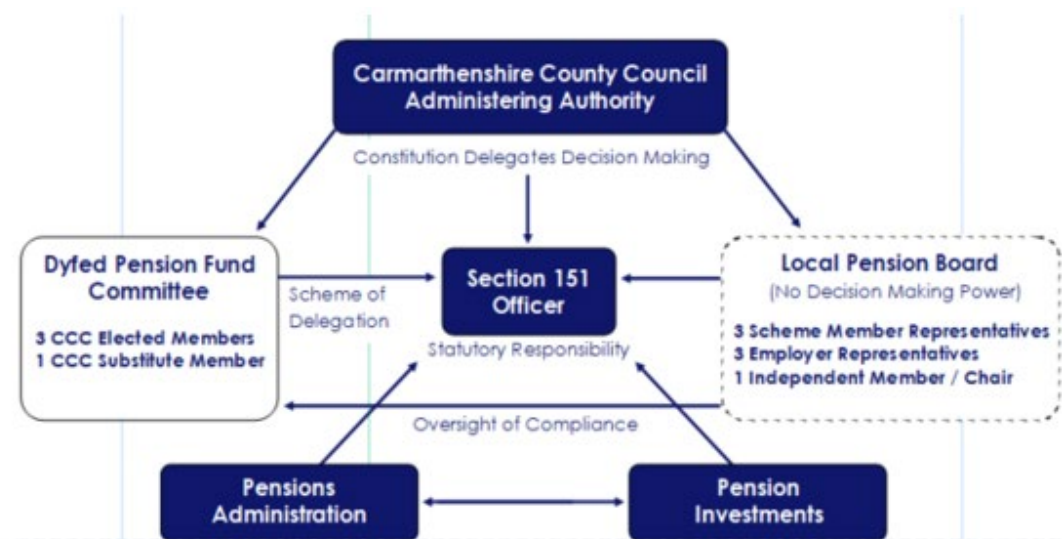 Carmarthenshire County Council
Administering Authority
Constitution Delegates Decision Making
Dyfed Pension Fund
Committee
3 CCC Elected Members
1 CCC Substitute Member
Scheme of
Delegation
Section 151
Officer
Statutory Responsibility
Local Pension Board
(No Decision Making Power)
3 Scheme Member Representatives
3 Employer Representatives
1 Independent Member / Chair
Oversight of Compliance
Pensions
Administration
Pension
Investments